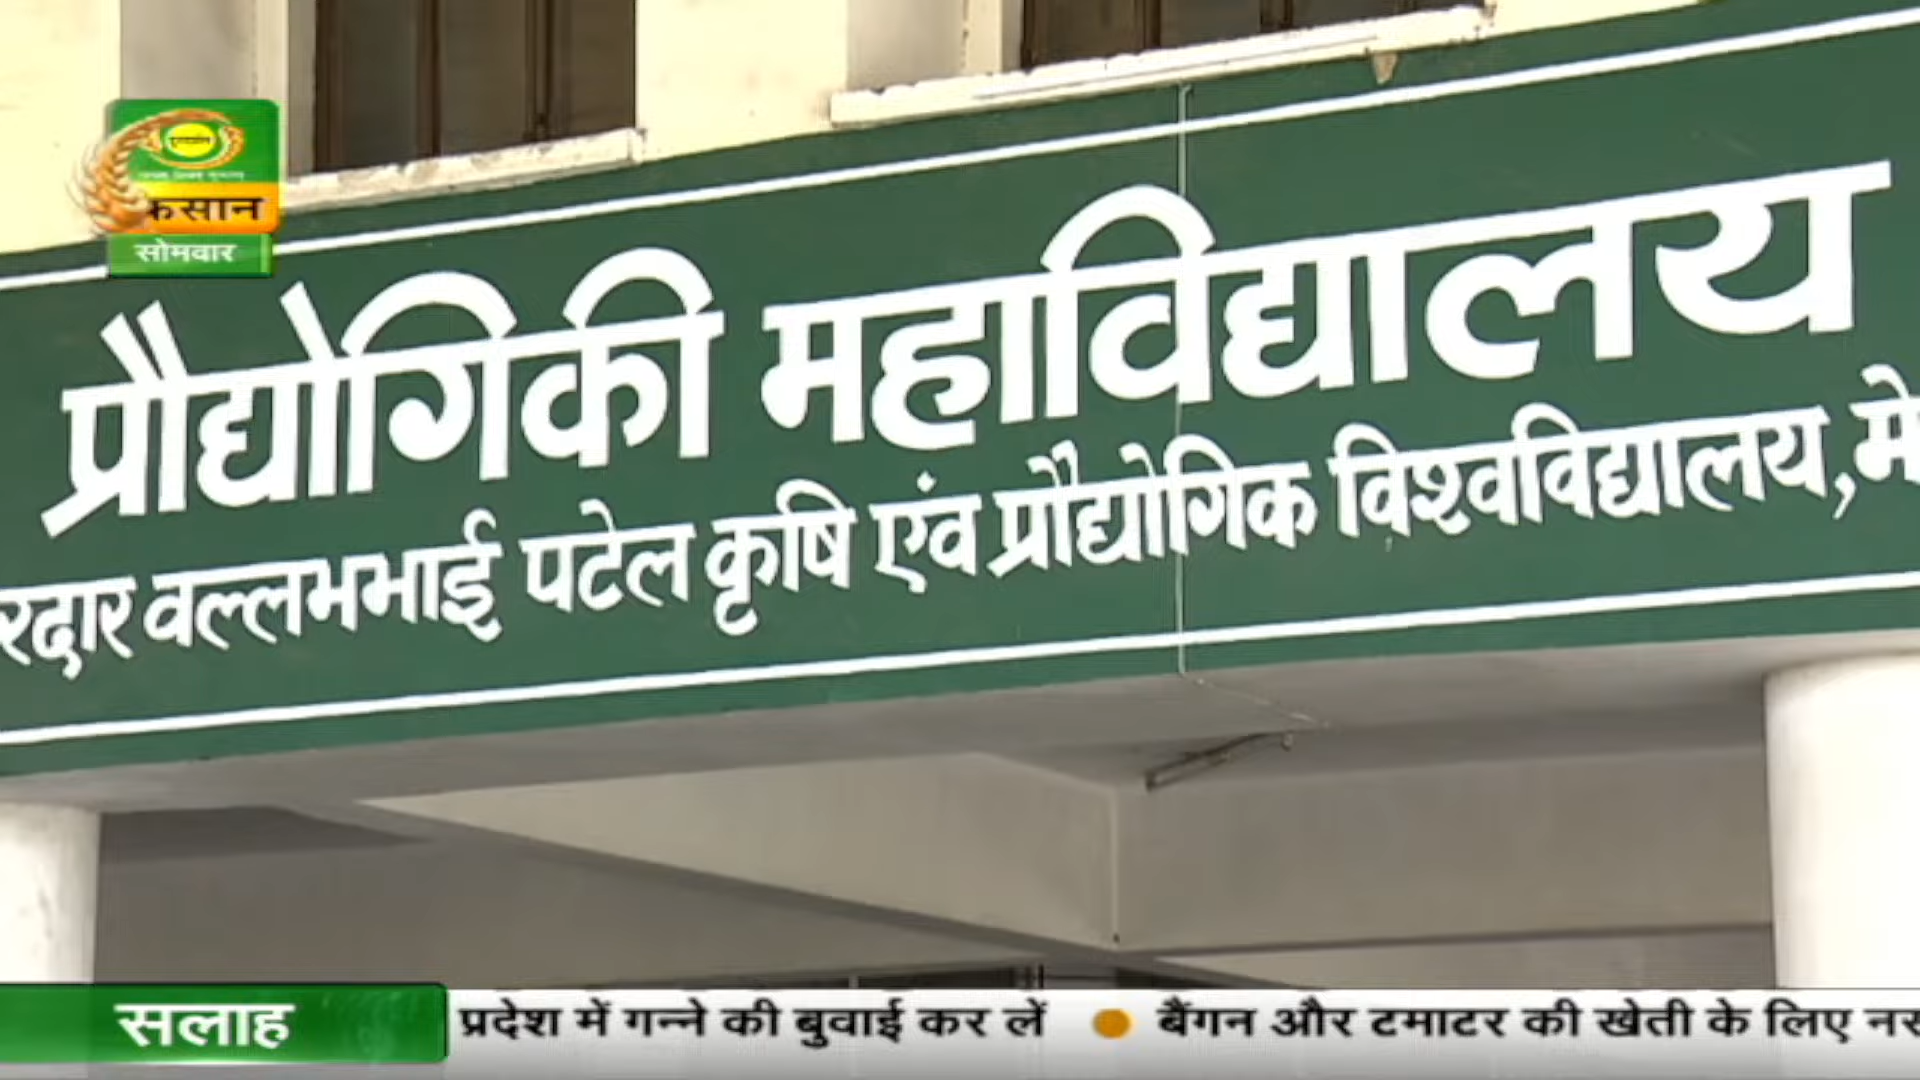 किसान
सोमवार
प्रौद्योगिकी महाविद्यालय
रदार वल्लभभाई पटेल कृषि एंव प्रौद्योगिक विश्वविद्यालय, मे
सलाह
प्रदेश में गन्ने की बुवाई कर लें ● बैंगन और टमाटर की खेती के लिए नर